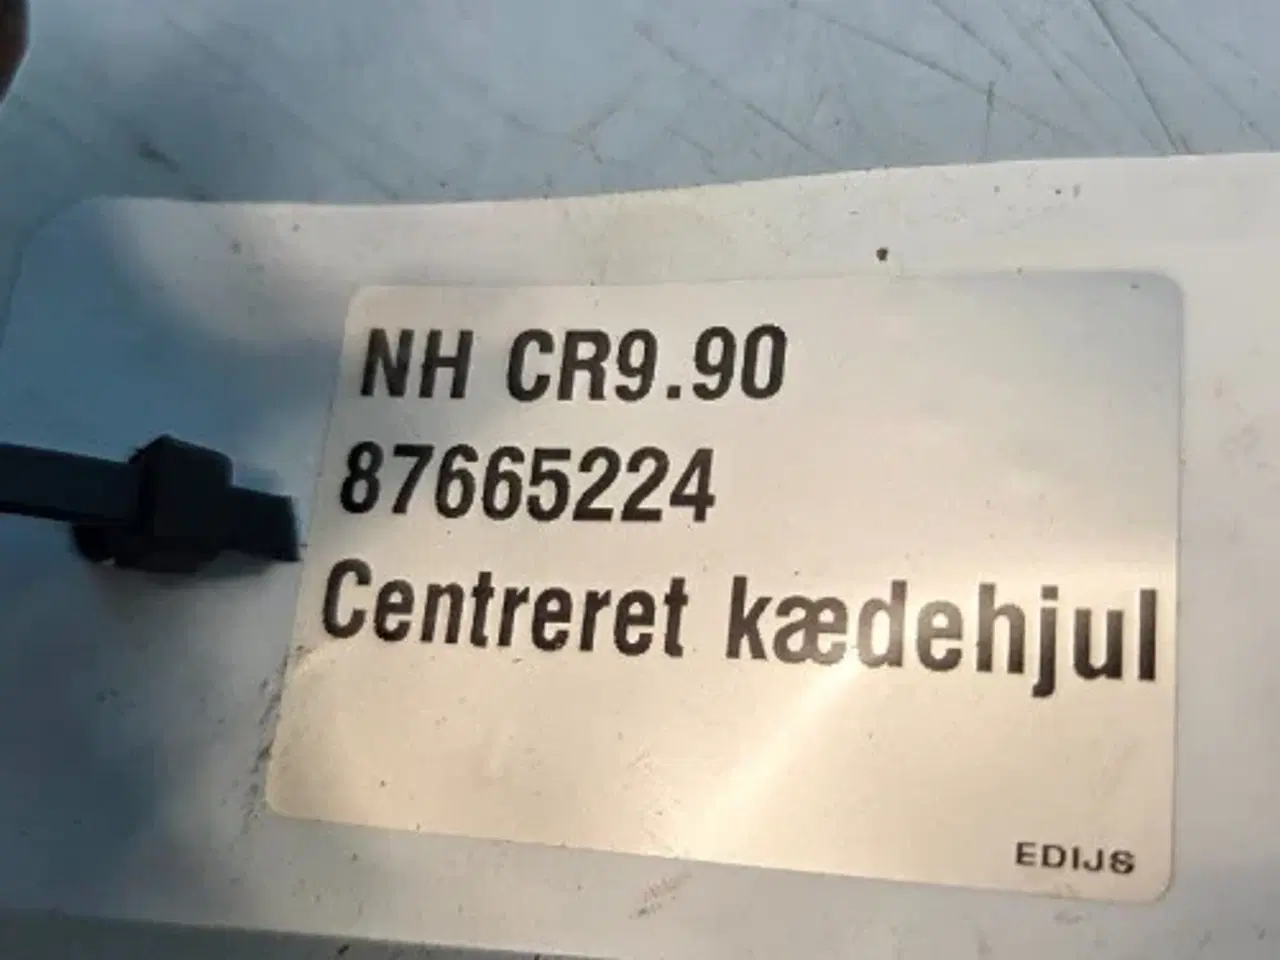 NH CR9.90
87665224
Centreret kædehjul
EDIJS